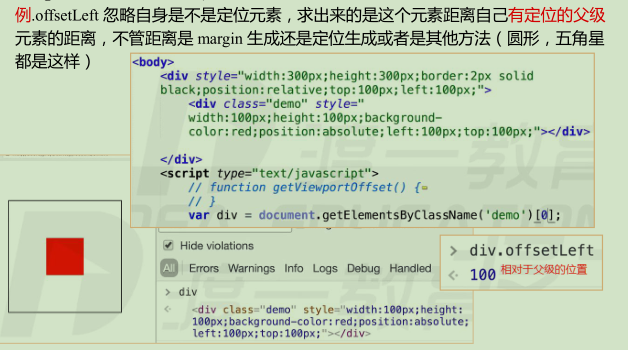 例.offsetLeft 忽略自身是不是定位元素，求出来的是这个元素距离自己有定位的父级
元素的距离，不管距离是 margin 生成还是定位生成或者是其他方法（圆形，五角星
都是这样）
<body>
<div style="width:300px;height:300px;border:2px solid
black;position:relative;top:100px;left:100px;">
<div class="demo" style="
width:100px;height:100px;background-
color:red;position:absolute;left:100px;top:100px;"></div>
</div>
<script type="text/javascript">
// function getViewportOffset() {
// }
var div = document.getElementsByClassName('demo')[0];
Hide violations
All Errors Warnings Info Logs Debug Handled
> div
<div class="demo" style="width:100px;height:
100px;background-color:red;position:absolute;
left:100px;top:100px;"></div>
> div.offsetLeft
100 相对于父级的位置